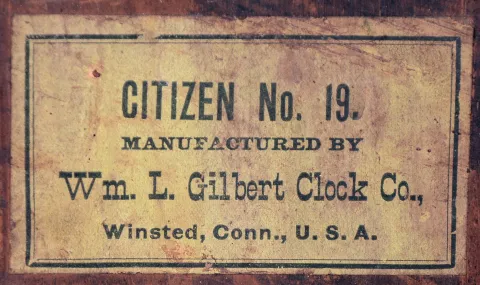 CITIZEN No. 19.
MANUFACTURED BY
Wm. L. Gilbert Clock Co.,
Winsted, Conn., U. S. A.